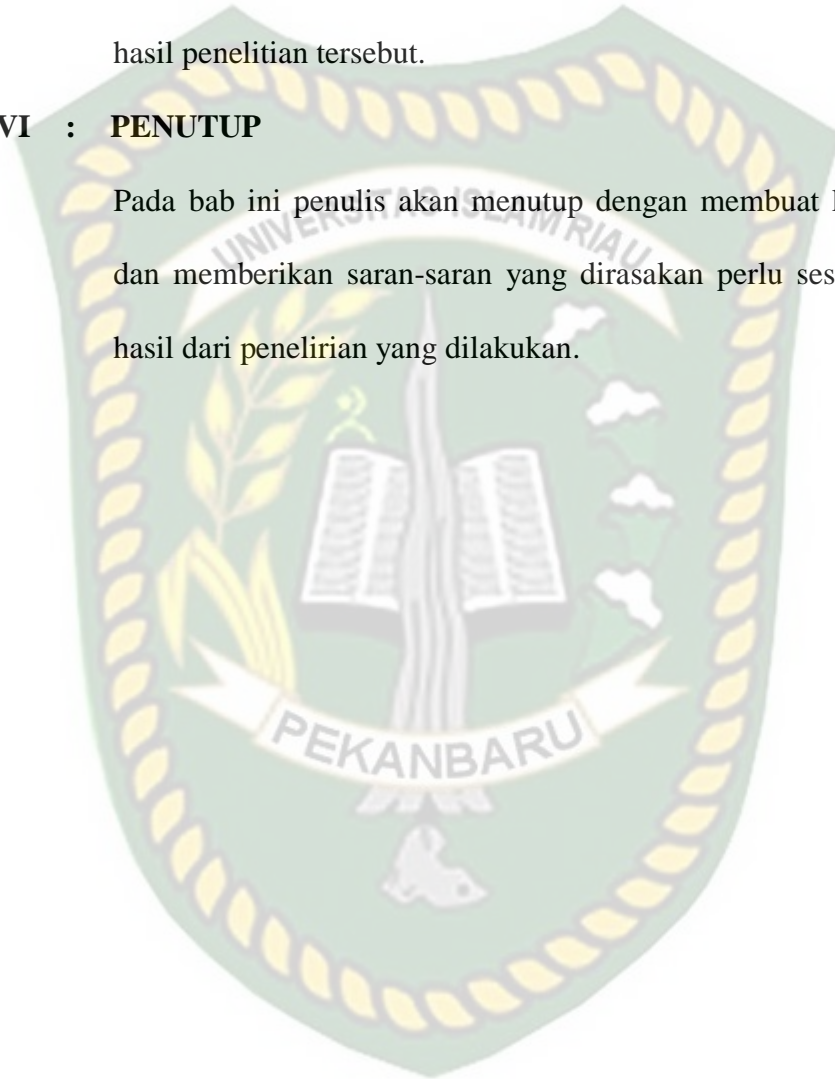 hasil penelitian tersebut.
VI : PENUTUP
Pada bab ini penulis akan menutup dengan membuat
dan memberikan saran-saran yang dirasakan perlu
hasil dari penelirian yang dilakukan.
UNIVERSITAS ISLAM RIAU
PEKANBARU